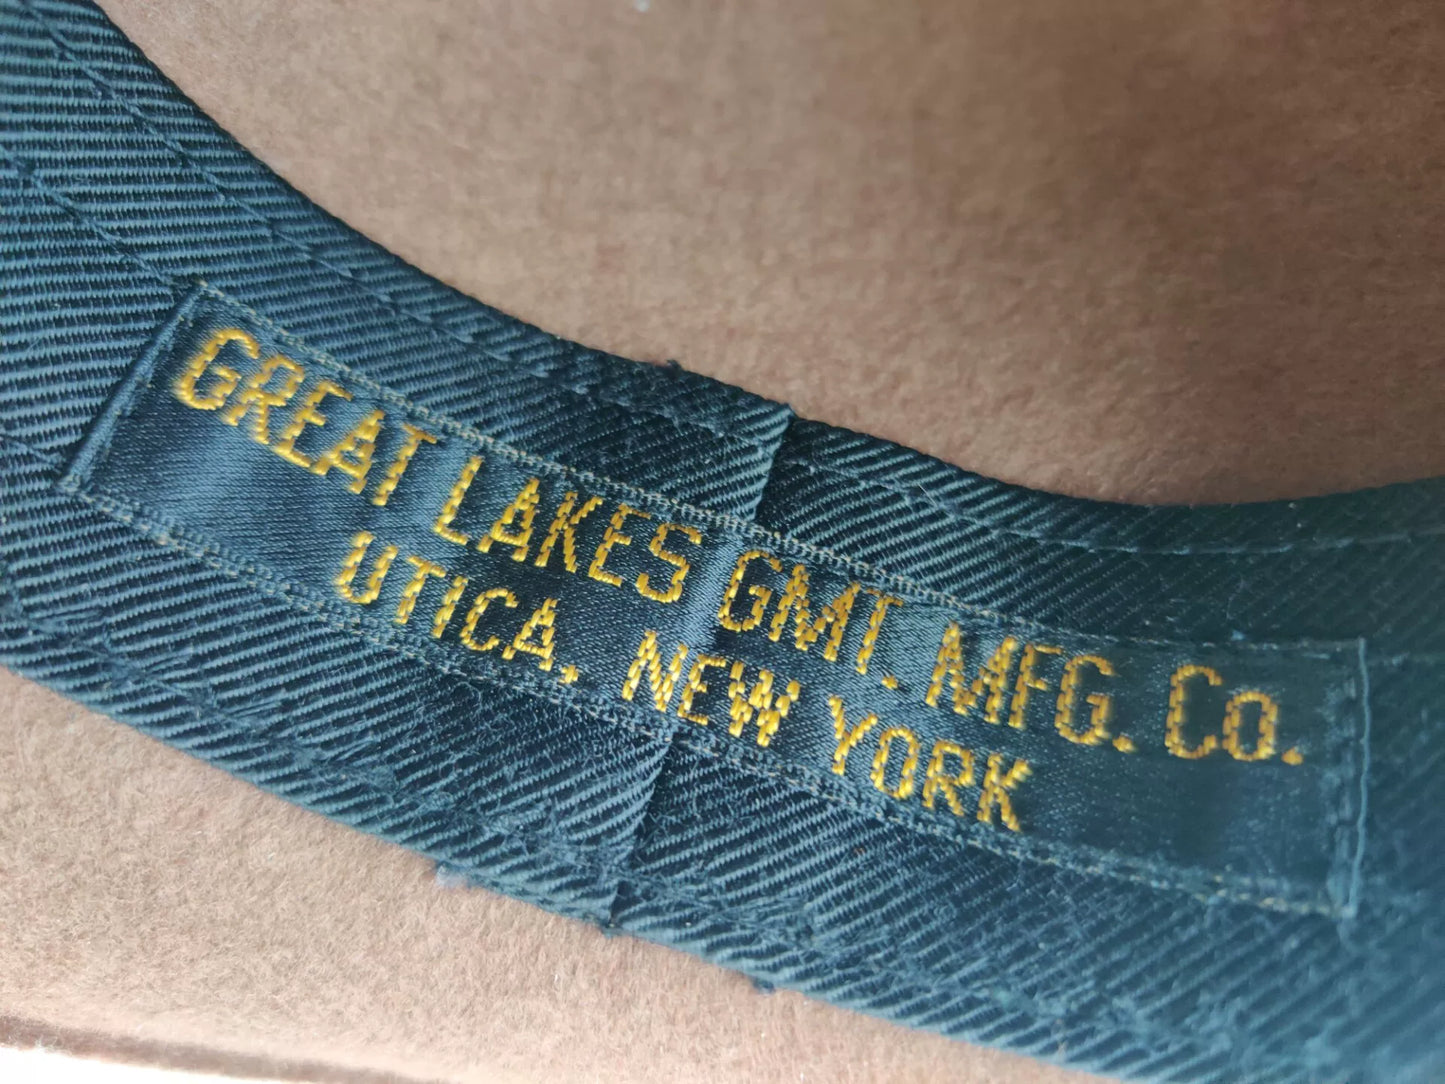 GREAT LAKES GMT. MFG. Co.
UTICA, NEW YORK